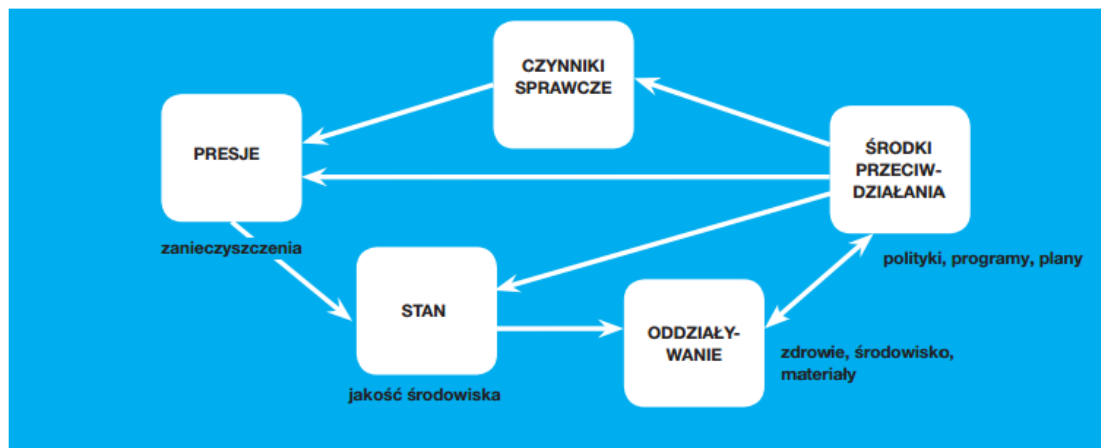 CZYNNIKI
SPRAWCZE
PRESJE
ŚRODKI
PRZECIW-
DZIAŁANIA
zanieczyszczenia
polityki, programy, plany
STAN
ODDZIAŁY-
WANIE
zdrowie, środowisko,
materiały
jakość środowiska